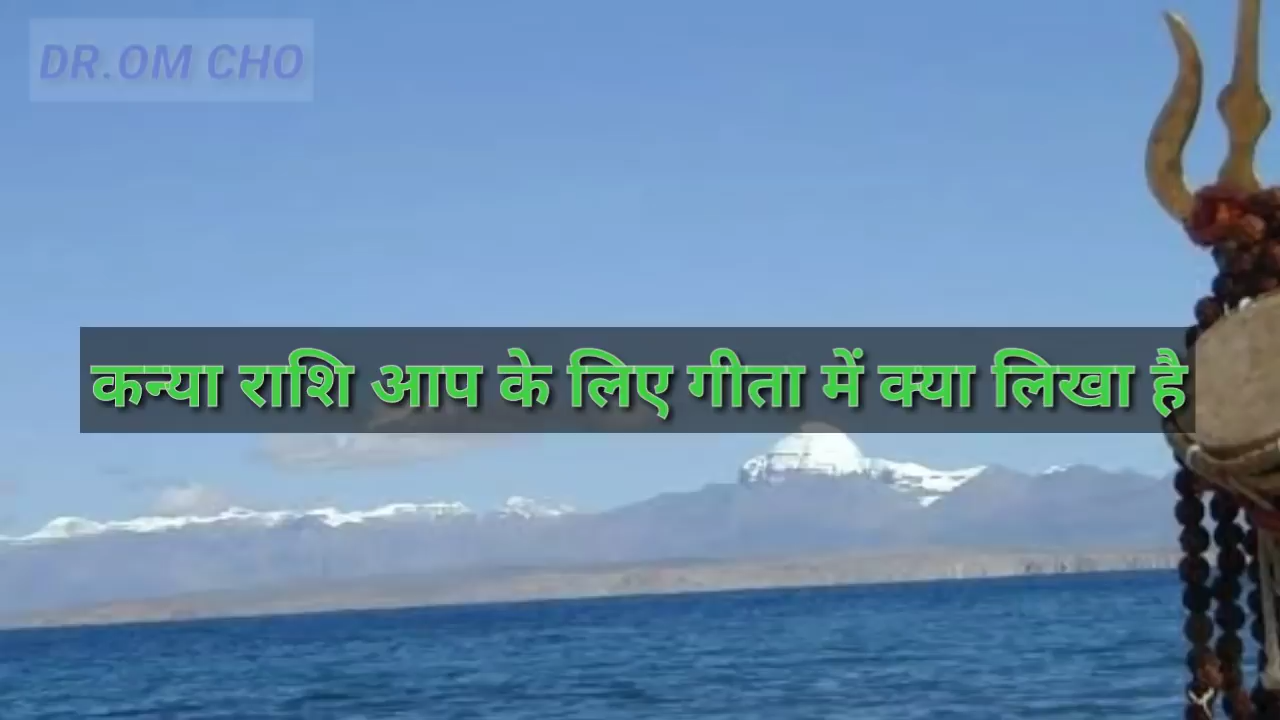 DR.OM CHO
कन्या राशि आप के लिए गीता में क्या लिखा है